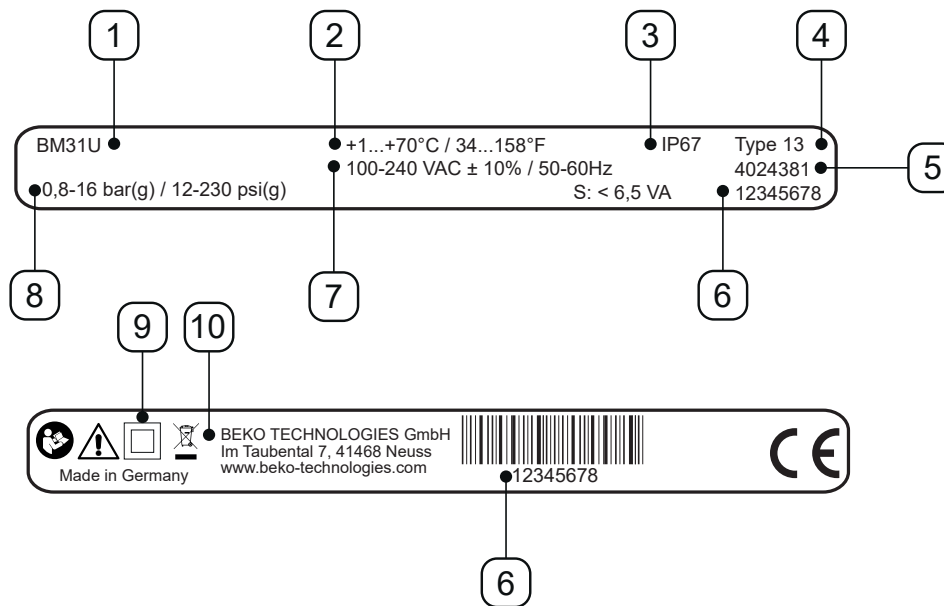 1 2 3 4
BM31U +1...+70°C / 34...158°F IP67 Type 13
100-240 VAC ± 10% / 50-60Hz 4024381 5
0,8-16 bar(g) / 12-230 psi(g) S: < 6,5 VA 12345678
8 7 6
9 10
BEKO TECHNOLOGIES GmbH
Im Taubental 7, 41468 Neuss
Made in Germany www.beko-technologies.com 12345678
CE
6